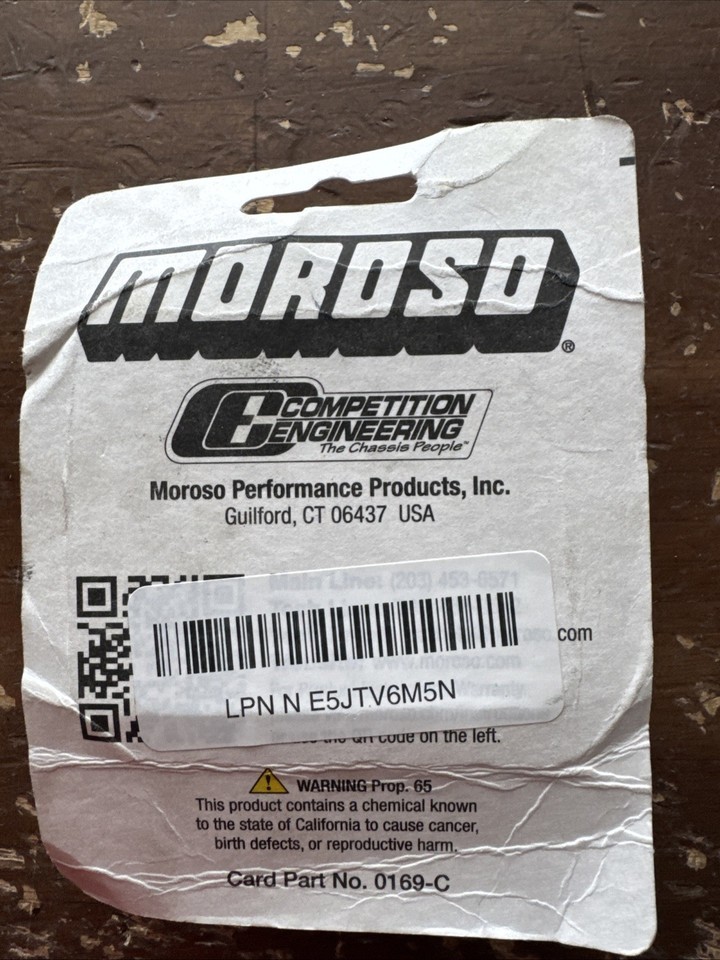 MOROSO®
CE COMPETITION
ENGINEERING
The Chassis People™
Moroso Performance Products, Inc.
Guilford, CT 06437 USA
Main Line: (203) 453-6571
.com
www.moroso.com
LPN N E5JTV6M5N
code on the left.
WARNING Prop. 65
This product contains a chemical known
to the state of California to cause cancer,
birth defects, or reproductive harm.
Card Part No. 0169-C